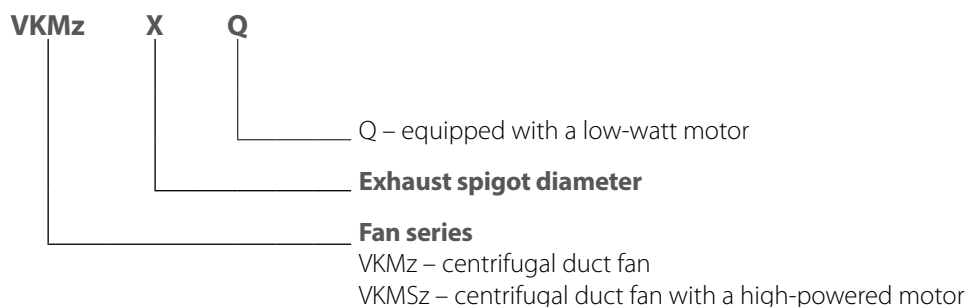 VKMz X Q
Q – equipped with a low-watt motor
Exhaust spigot diameter
Fan series
VKMz – centrifugal duct fan
VKMSz – centrifugal duct fan with a high-powered motor